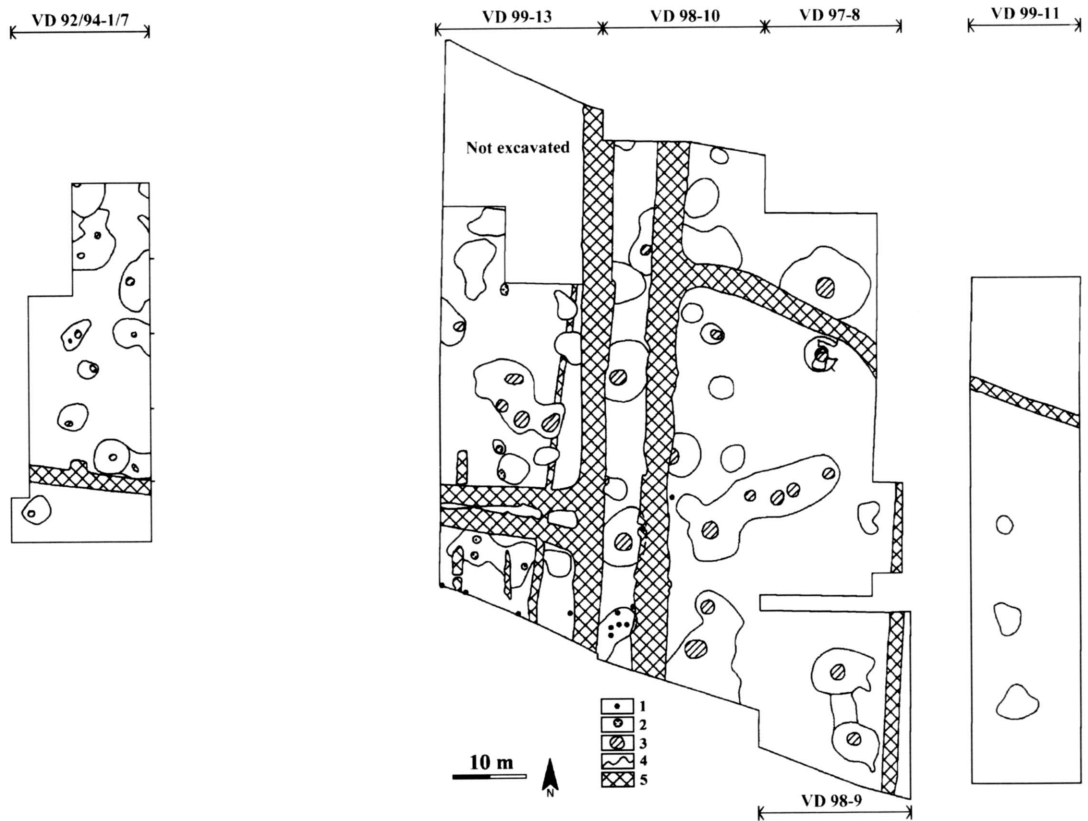 VD 92/94-1/7
VD 99-13
VD 98-10
VD 97-8
VD 99-11
Not excavated
1
2
3
4
5
10 m
N
VD 98-9